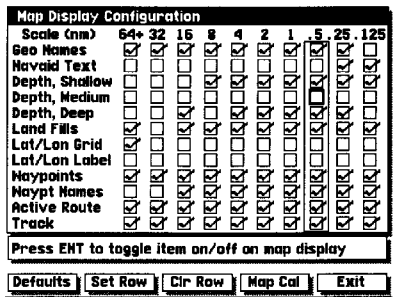 Map Display Configuration
Scale (nm) 64+ 32 16 8 4 2 1 .5 .25 .125
Geo Names
Navaid Text
Depth, Shallow
Depth, Medium
Depth, Deep
Land Fills
Lat/Lon Grid
Lat/Lon Label
Waypoints
Waypt Names
Active Route
Track
Press ENT to toggle item on/off on map display
Defaults Set Row Clr Row Map Cal Exit